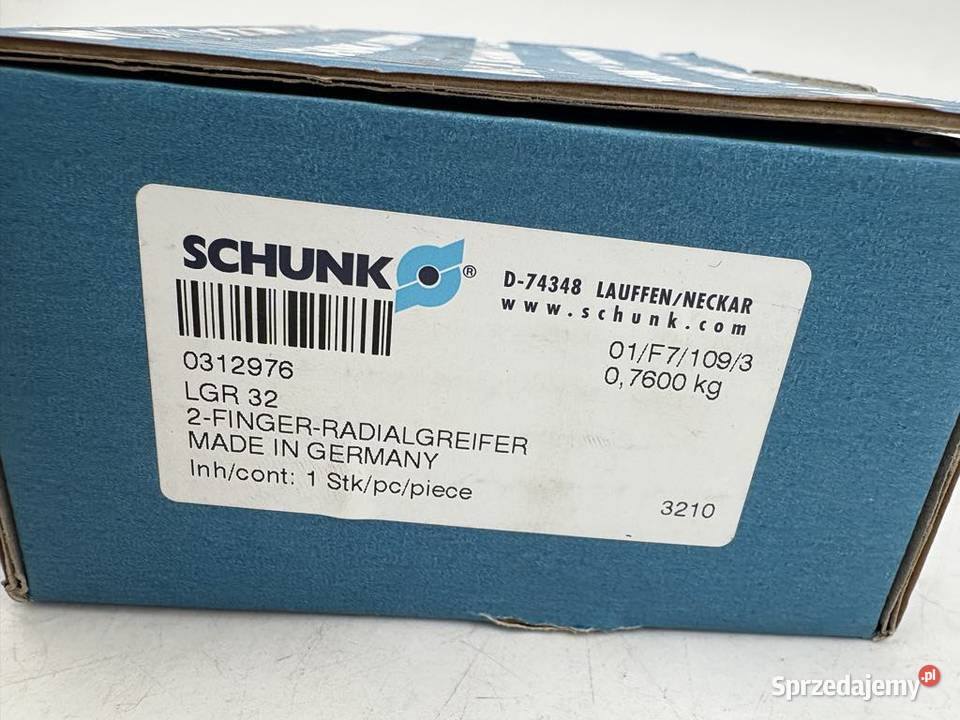 SCHUNK ®
D-74348 LAUFFEN/NECKAR
www.schunk.com
01/F7/109/3
0,7600 kg
0312976
LGR 32
2-FINGER-RADIALGREIFER
MADE IN GERMANY
Inh/cont: 1 Stk/pc/piece
3210
Sprzedajemy.pl